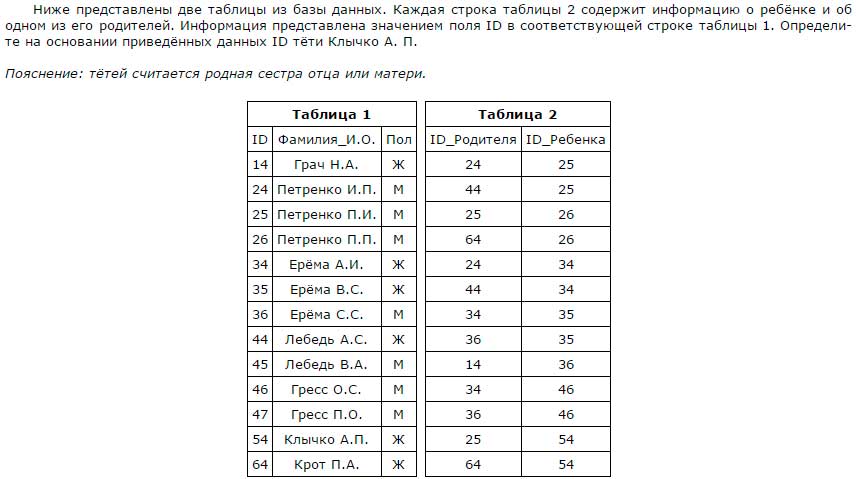 Ниже представлены две таблицы из базы данных. Каждая строка таблицы 2 содержит информацию о ребёнке и об
одном из его родителей. Информация представлена значением поля ID в соответствующей строке таблицы 1. Определи-
те на основании приведённых данных ID тёти Клычко А. П.
Пояснение: тётей считается родная сестра отца или матери.
Таблица 1 Таблица 2
ID Фамилия_И.О. Пол ID_Родителя ID_Ребенка
14 Грач Н.А. Ж 24 25
24 Петренко И.П. М 44 25
25 Петренко П.И. М 25 26
26 Петренко П.П. М 64 26
34 Ерёма А.И. Ж 24 34
35 Ерёма В.С. Ж 44 34
36 Ерёма С.С. М 34 35
44 Лебедь А.С. Ж 36 35
45 Лебедь В.А. М 14 36
46 Гресс О.С. М 34 46
47 Гресс П.О. М 36 46
54 Клычко А.П. Ж 25 54
64 Крот П.А. Ж 64 54